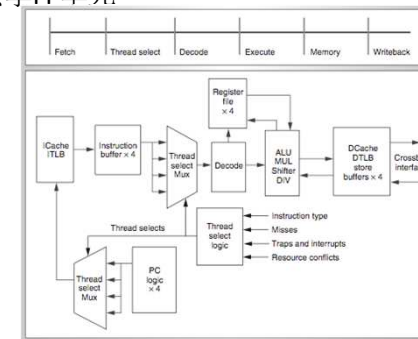 Fetch
Thread select
Decode
Execute
Memory
Writeback
Register
file
× 4
ICache
ITLB
Instruction
buffer × 4
Thread
select
Mux
Decode
ALU
MUL
Shifter
DIV
DCache
DTLB
store
buffers × 4
Thread selects
Thread
select
logic
Instruction type
Misses
Traps and interrupts
Resource conflicts
Thread
select
Mux
PC
logic
× 4